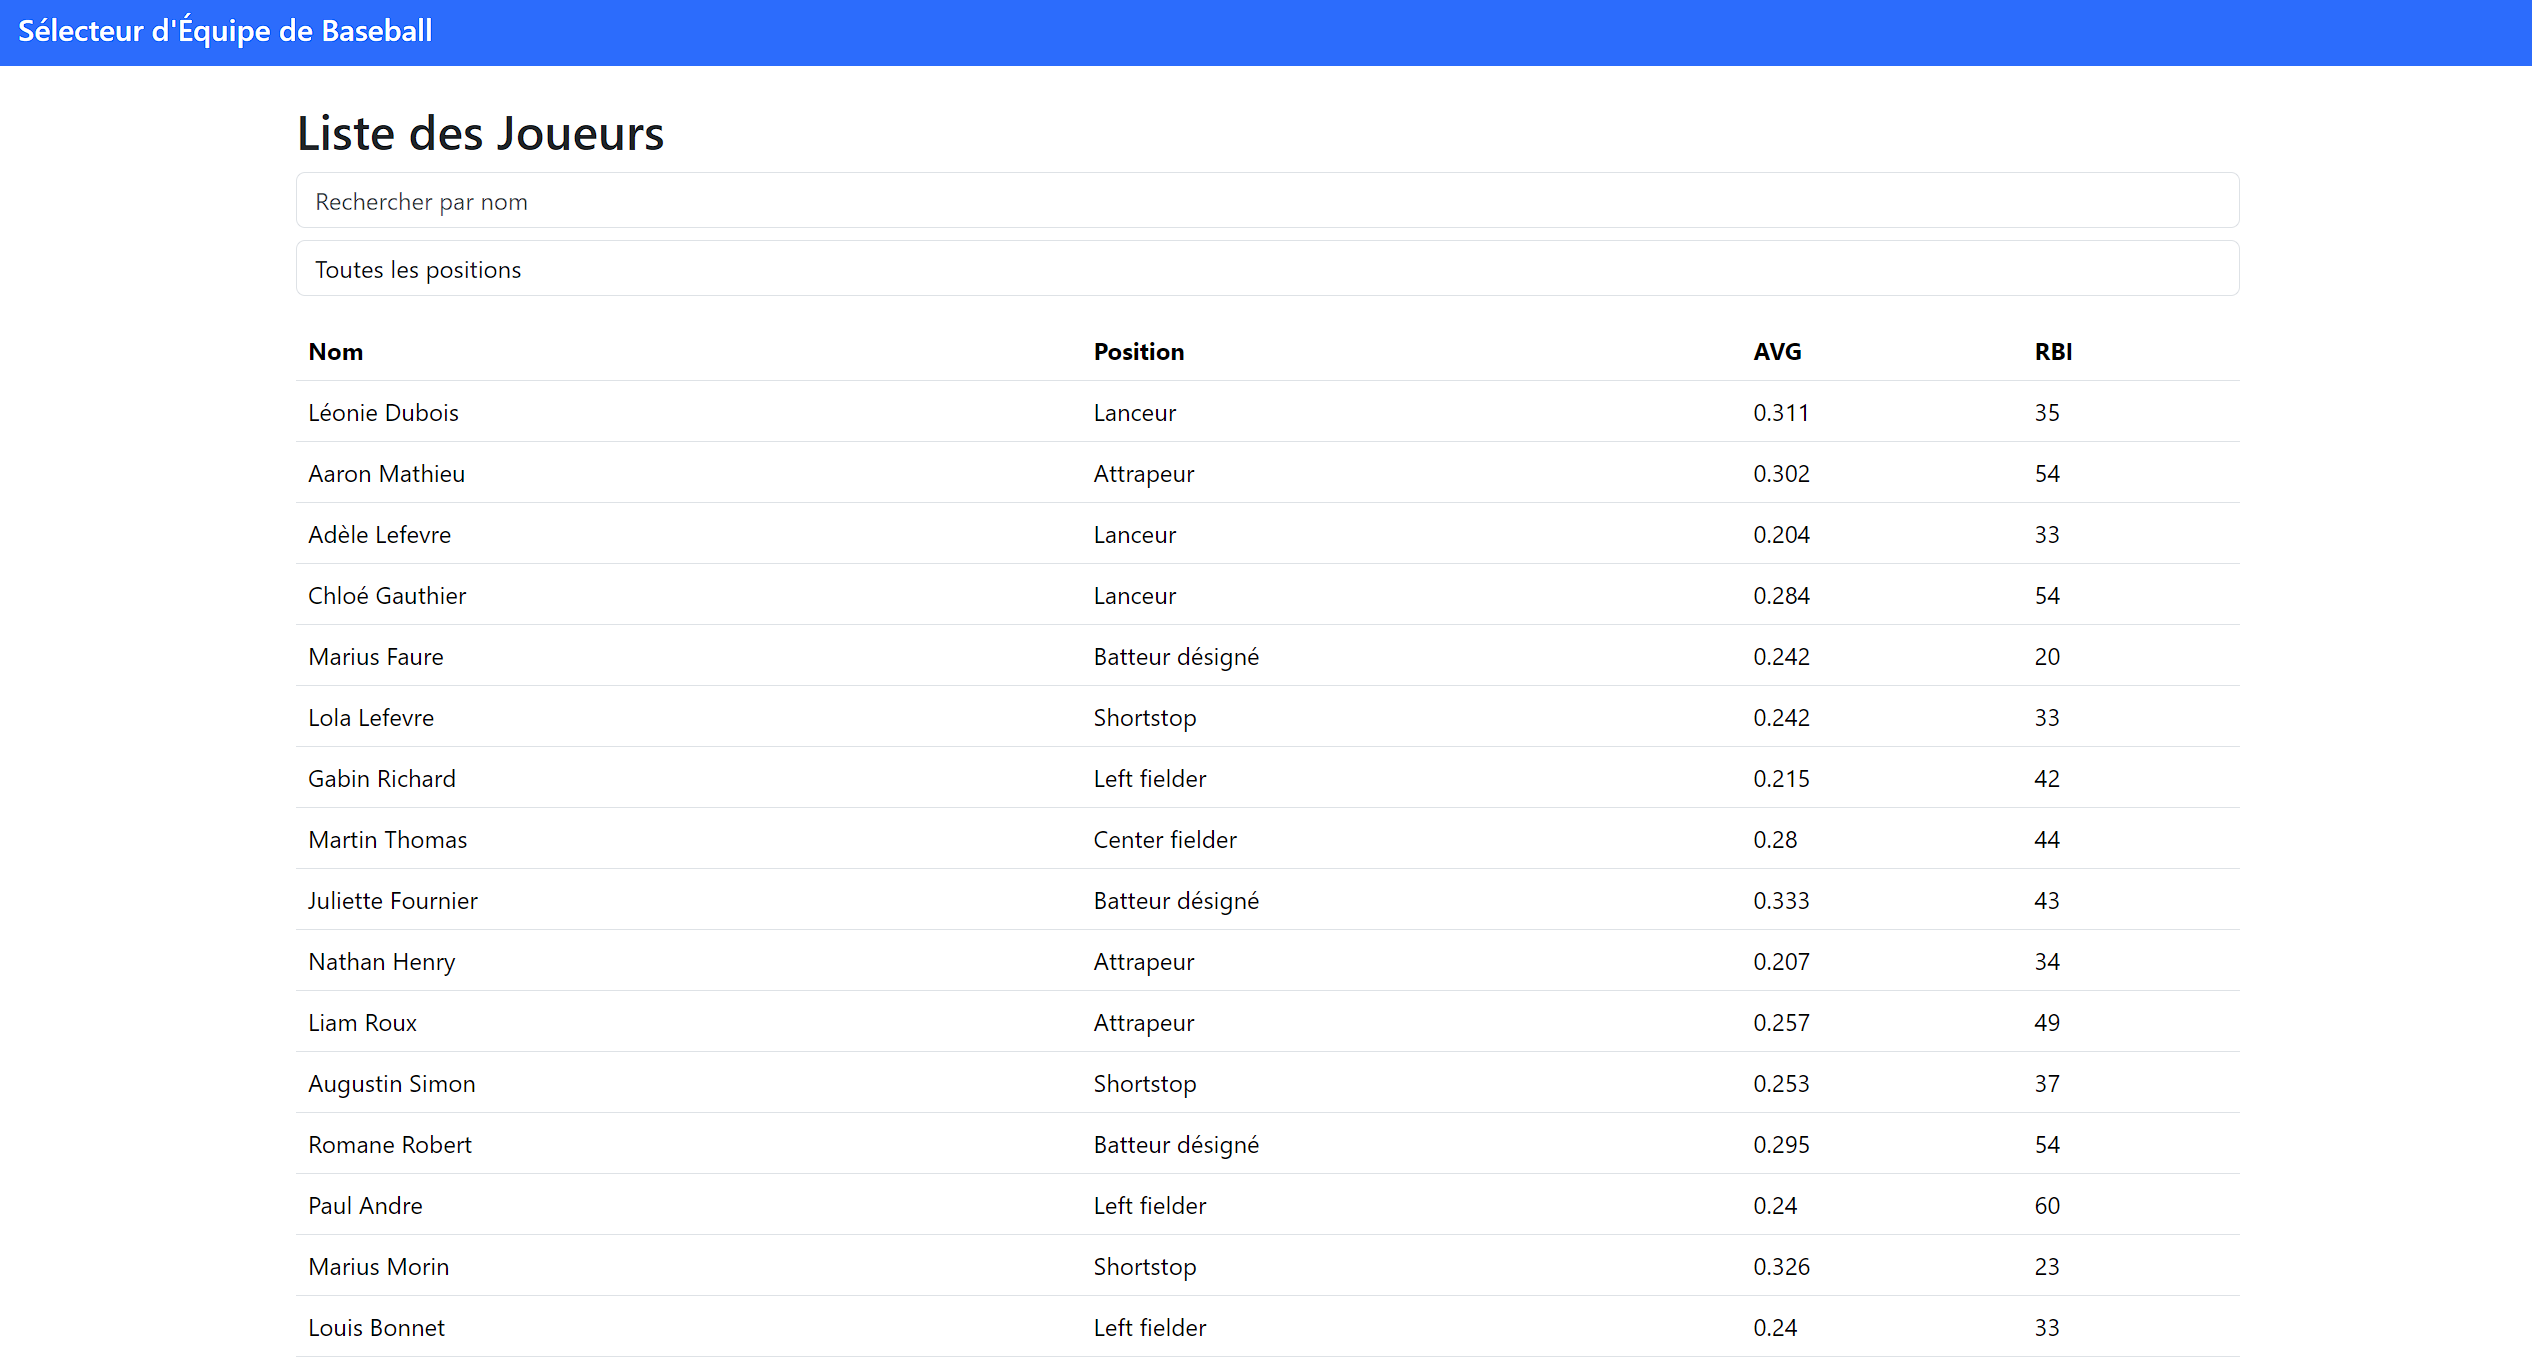 Sélecteur d'Équipe de Baseball
Liste des Joueurs
Rechercher par nom
Toutes les positions
Nom Position AVG RBI
Léonie Dubois Lanceur 0.311 35
Aaron Mathieu Attrapeur 0.302 54
Adèle Lefevre Lanceur 0.204 33
Chloé Gauthier Lanceur 0.284 54
Marius Faure Batteur désigné 0.242 20
Lola Lefevre Shortstop 0.242 33
Gabin Richard Left fielder 0.215 42
Martin Thomas Center fielder 0.28 44
Juliette Fournier Batteur désigné 0.333 43
Nathan Henry Attrapeur 0.207 34
Liam Roux Attrapeur 0.257 49
Augustin Simon Shortstop 0.253 37
Romane Robert Batteur désigné 0.295 54
Paul Andre Left fielder 0.24 60
Marius Morin Shortstop 0.326 23
Louis Bonnet Left fielder 0.24 33